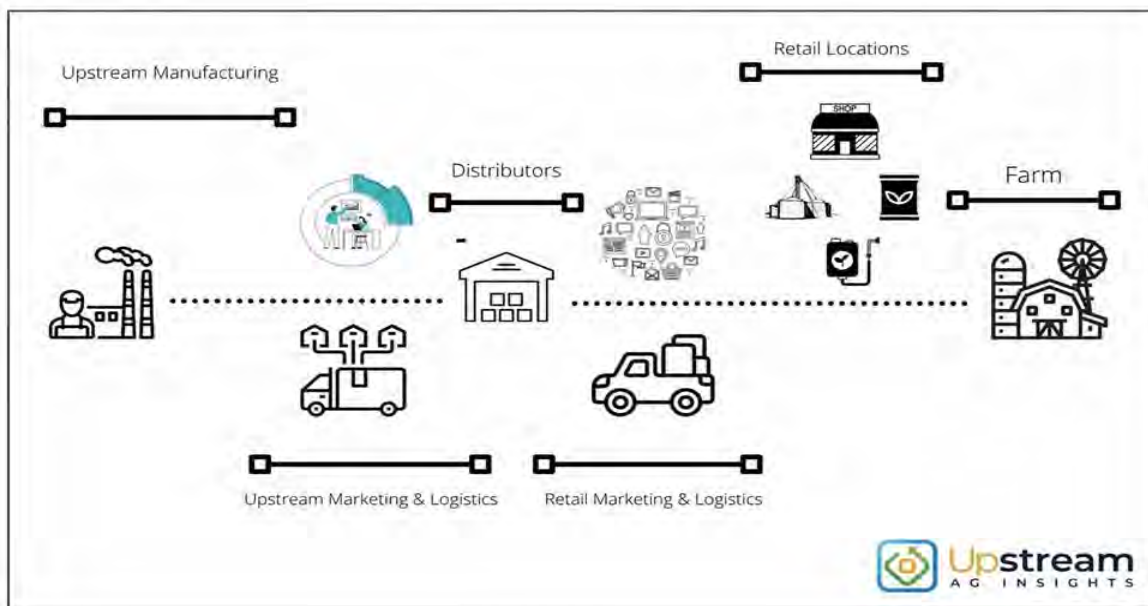 Retail Locations
Upstream Manufacturing
SHOP
Distributors
Farm
Upstream Marketing & Logistics
Retail Marketing & Logistics
Upstream
AG INSIGHTS